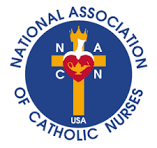 NATIONAL ASSOCIATION
N A
C N
USA
OF CATHOLIC NURSES